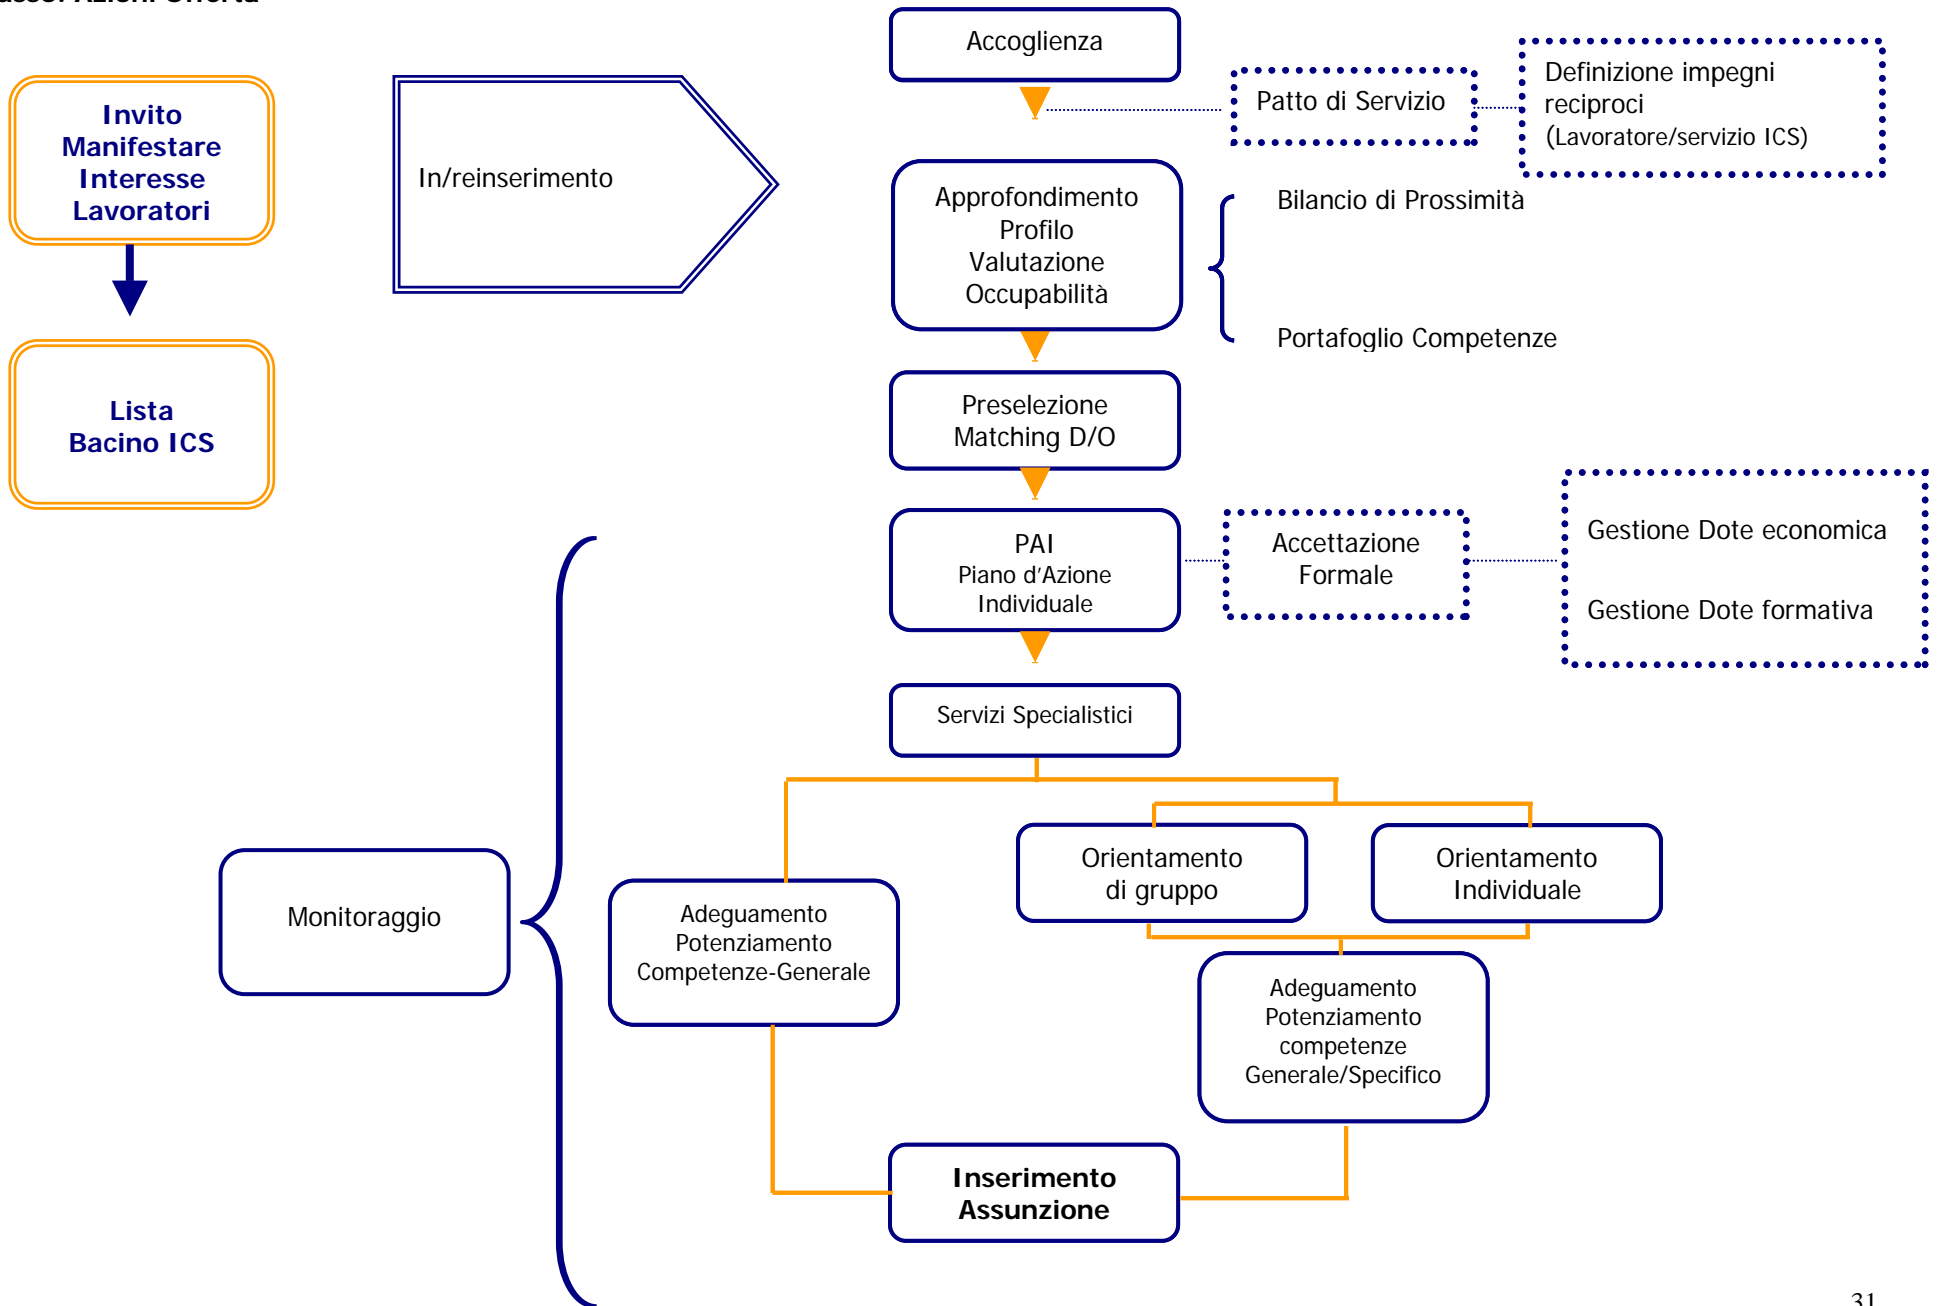 Azioni Offerta
Accoglienza
Invito
Manifestare
Interesse
Lavoratori
In/reinserimento
Patto di Servizio
Definizione impegni
reciproci
(Lavoratore/servizio ICS)
Approfondimento
Profilo
Valutazione
Occupabilità
Bilancio di Prossimità
Portafoglio Competenze
Lista
Bacino ICS
Preselezione
Matching D/O
PAI
Piano d'Azione
Individuale
Accettazione
Formale
Gestione Dote economica
Gestione Dote formativa
Servizi Specialistici
Orientamento
di gruppo
Orientamento
Individuale
Monitoraggio
Adeguamento
Potenziamento
Competenze-Generale
Adeguamento
Potenziamento
competenze
Generale/Specifico
Inserimento
Assunzione
31